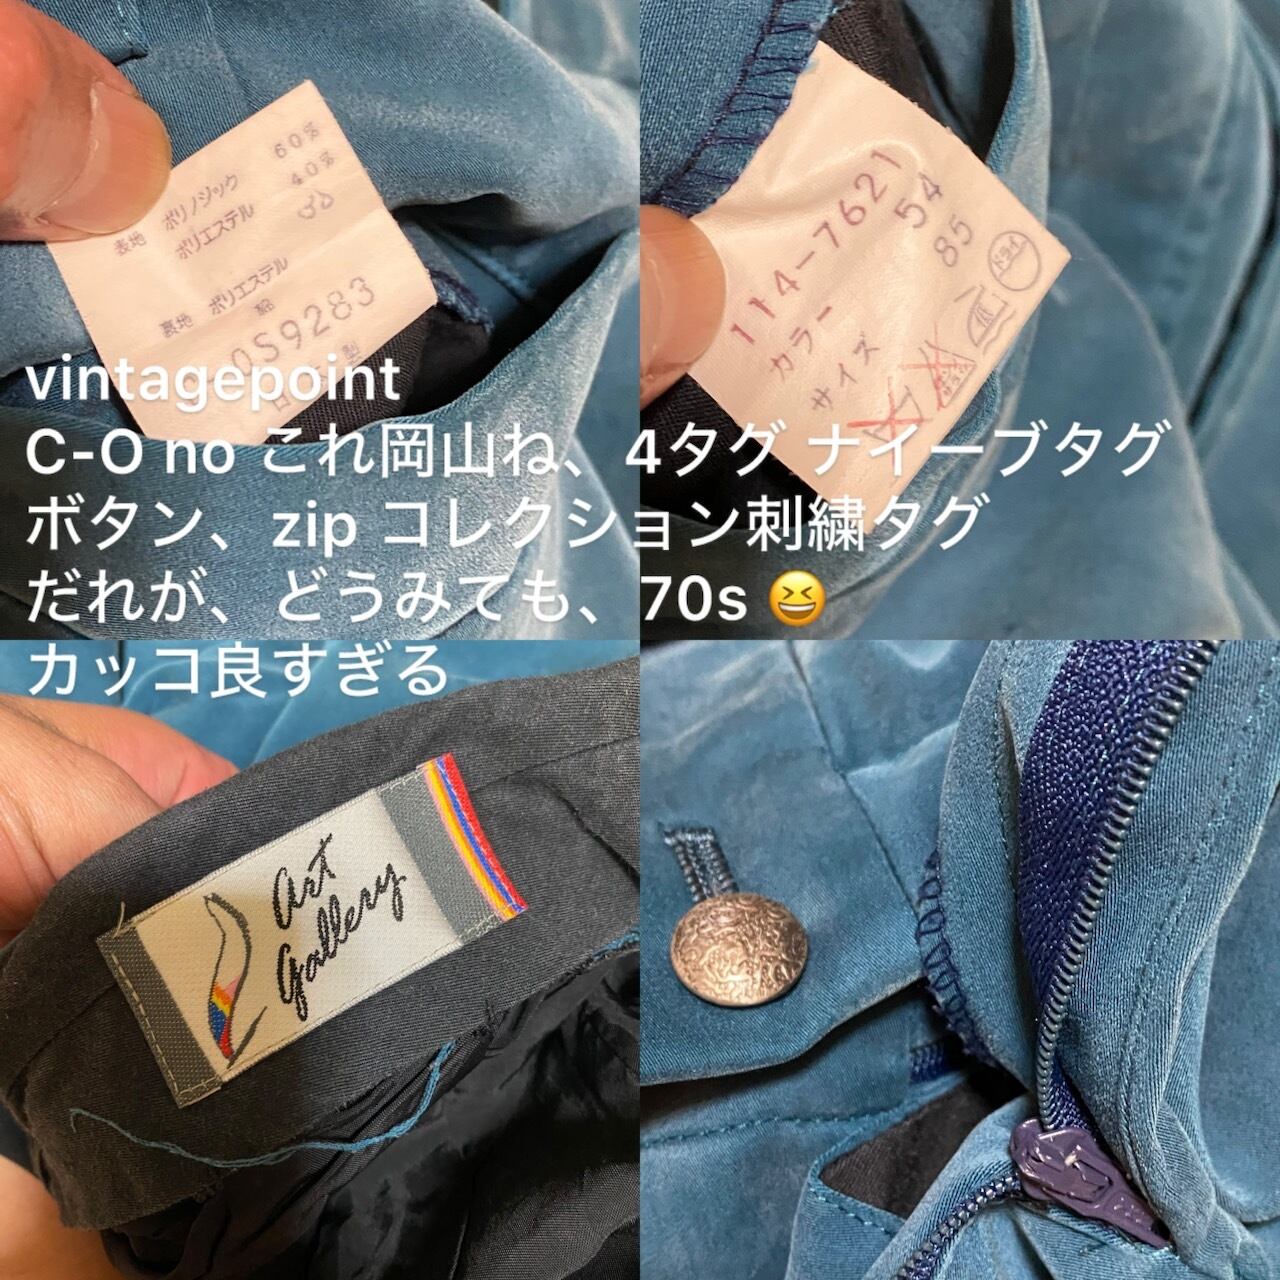 表地 ポリノジック 60%
ポリエステル 40%
裏地 ポリエステル
OS9283
114-7621
カラー 54
サイズ 85
ドライ
vintagepoint
C-O no これ岡山ね、4タグ ナイーブタグ
ボタン、zip コレクション刺繍タグ
だれが、どうみても、70s 😆
カッコ良すぎる
Art
Gallery